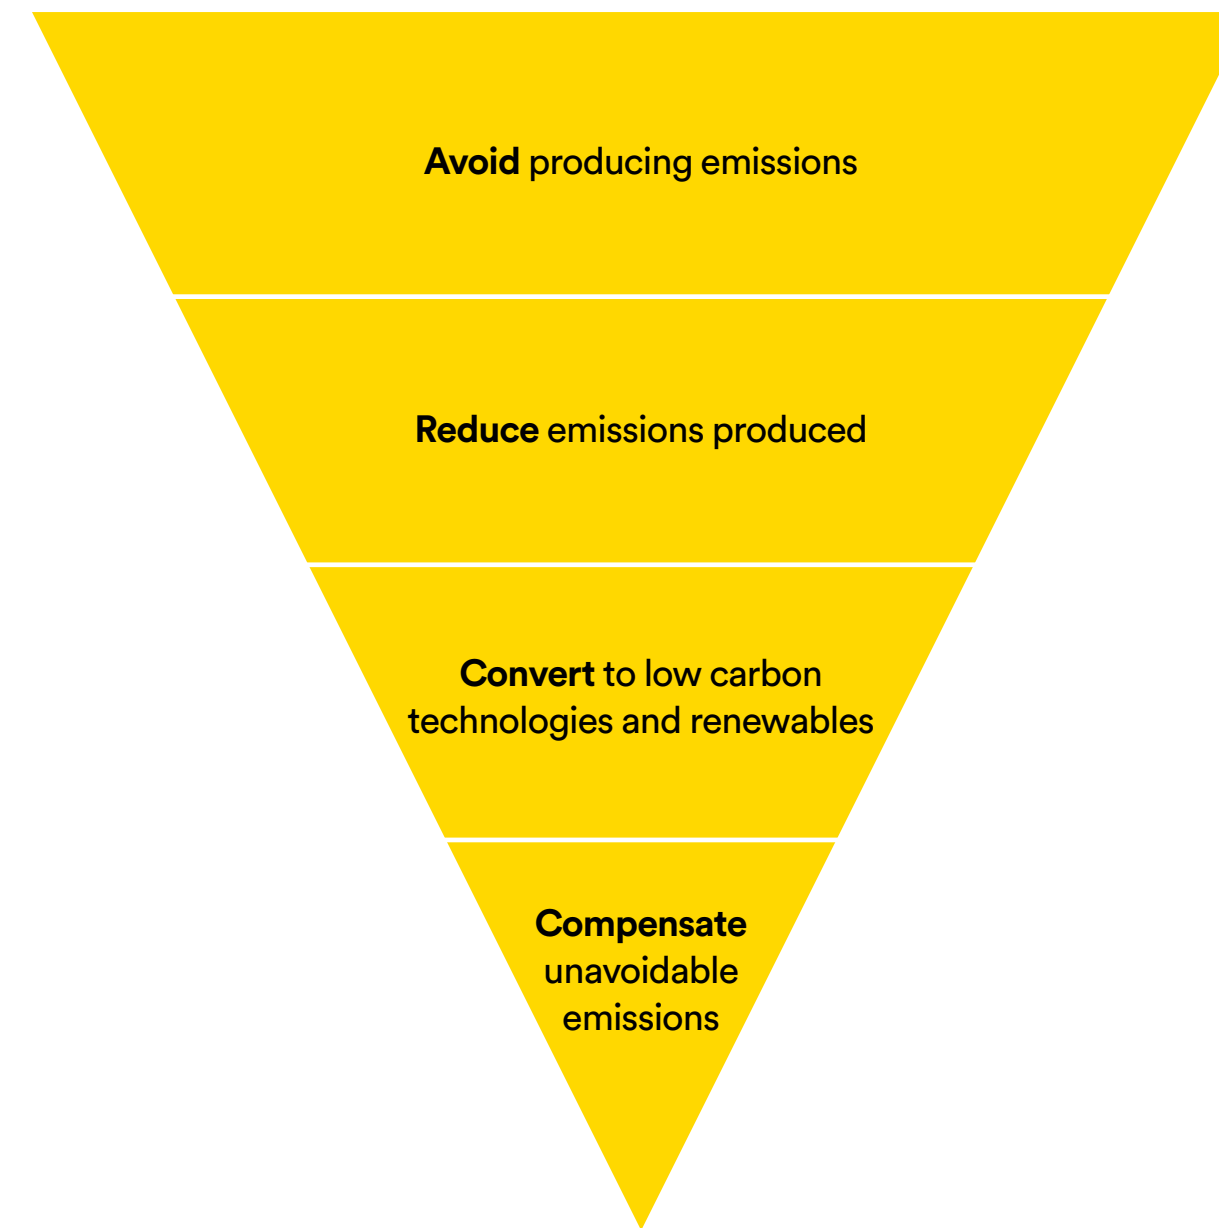 Avoid producing emissions
Reduce emissions produced
Convert to low carbon
technologies and renewables
Compensate
unavoidable
emissions